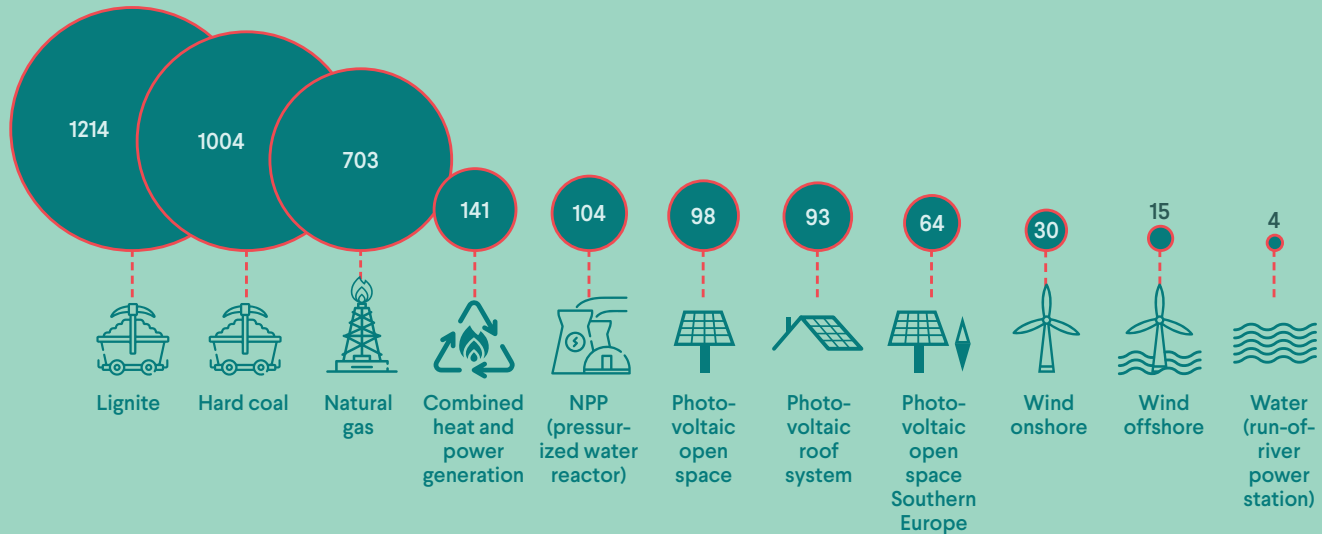 1214
1004
703
141
104
98
93
64
30
15
4
Lignite
Hard coal
Natural
gas
Combined
heat and
power
generation
NPP
(pressur-
ized water
reactor)
Photo-
voltaic
open
space
Photo-
voltaic
roof
system
Photo-
voltaic
open
space
Southern
Europe
Wind
onshore
Wind
offshore
Water
(run-of-
river
power
station)